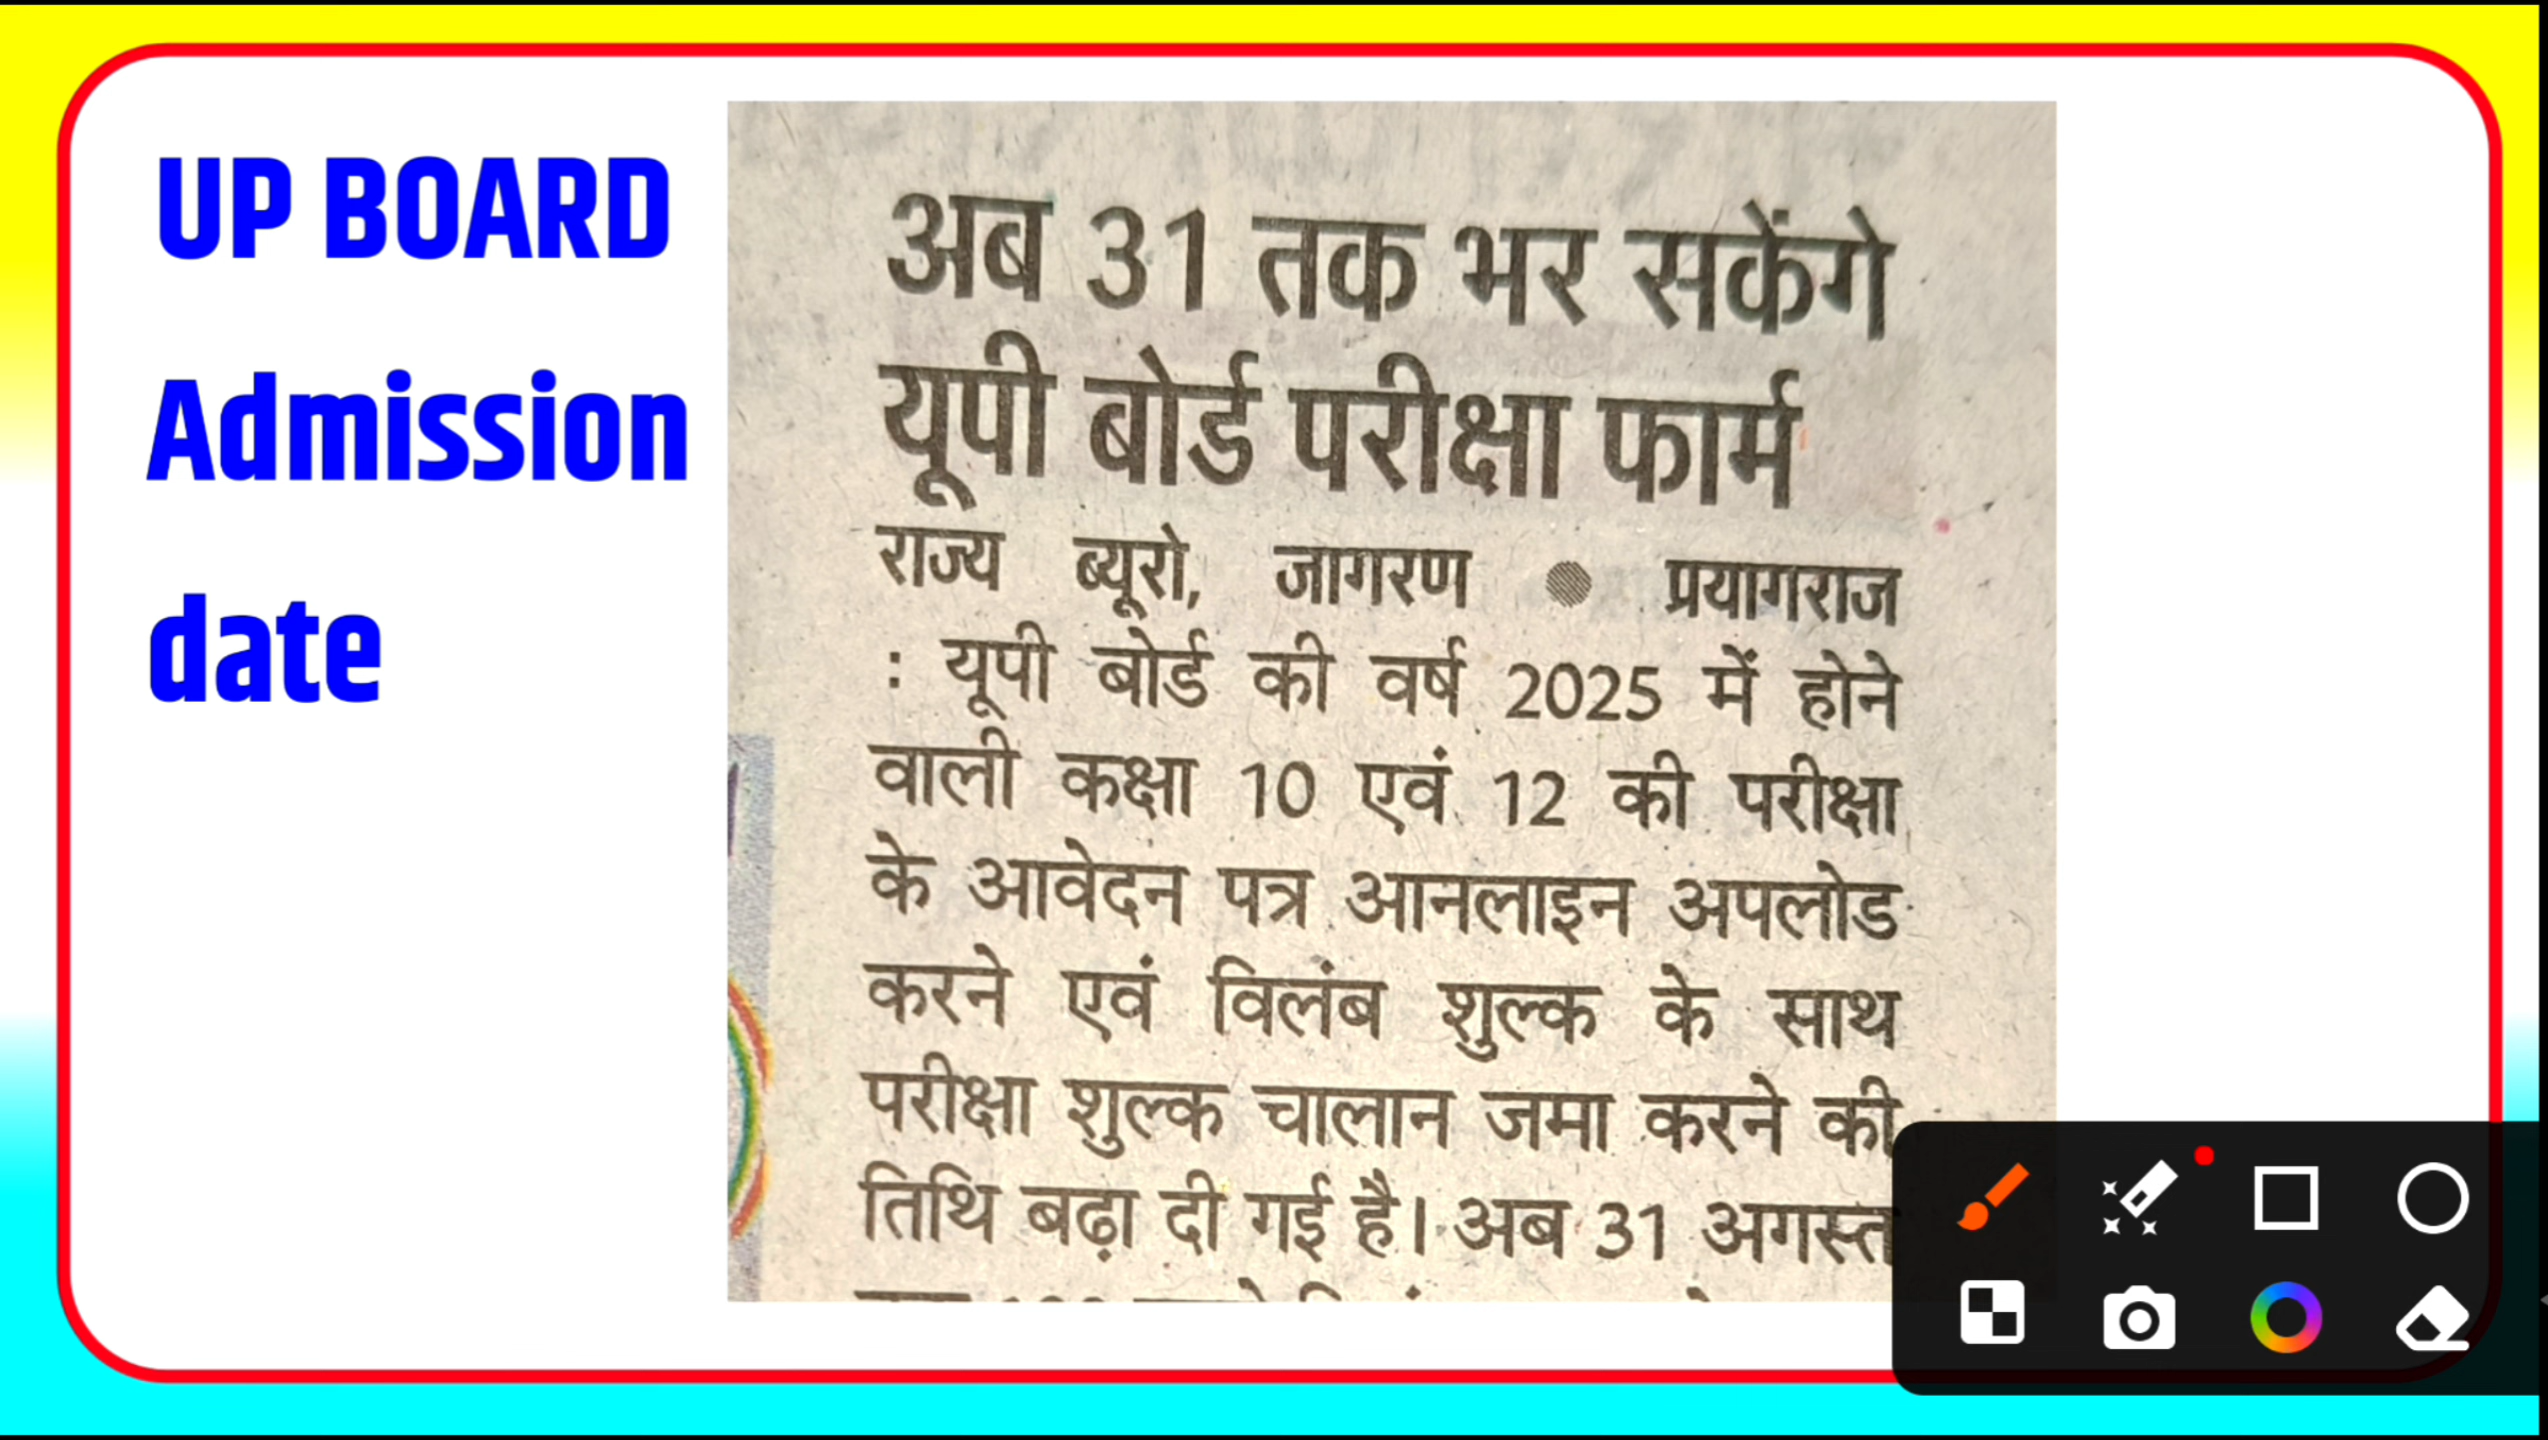 UP BOARD
Admission
date
अब 31 तक भर सकेंगे
यूपी बोर्ड परीक्षा फार्म
राज्य ब्यूरो, जागरण ● प्रयागराज
: यूपी बोर्ड की वर्ष 2025 में होने
वाली कक्षा 10 एवं 12 की परीक्षा
के आवेदन पत्र आनलाइन अपलोड
करने एवं विलंब शुल्क के साथ
परीक्षा शुल्क चालान जमा करने की
तिथि बढ़ा दी गई है। अब 31 अगस्त